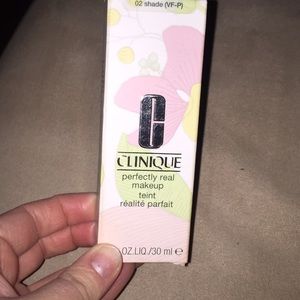 02 shade (VF-P)
C
CLINIQUE
perfectly real
makeup
teint
réalité parfait
OZ.LIQ./30 ml e